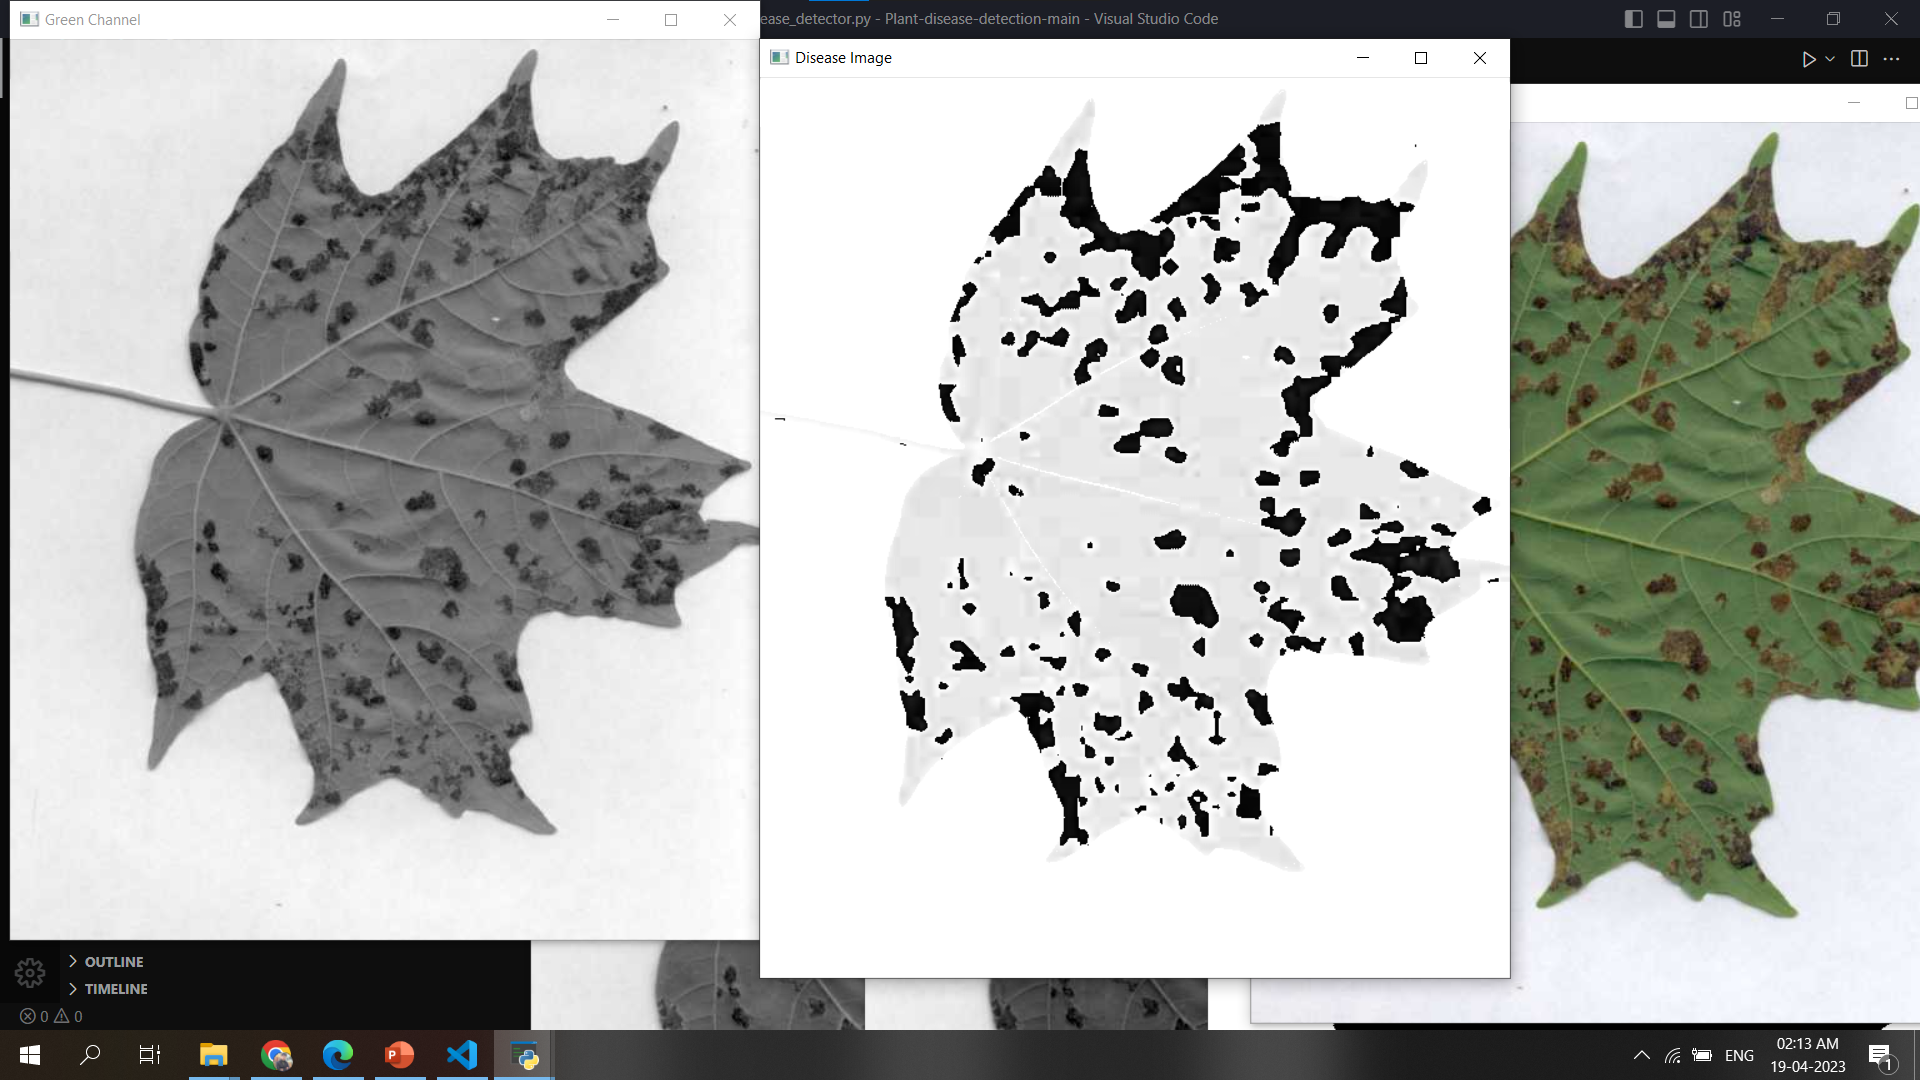 Green Channel
ease_detector.py - Plant-disease-detection-main - Visual Studio Code
Disease Image
OUTLINE
TIMELINE
0 0
ENG
02:13 AM
19-04-2023
1